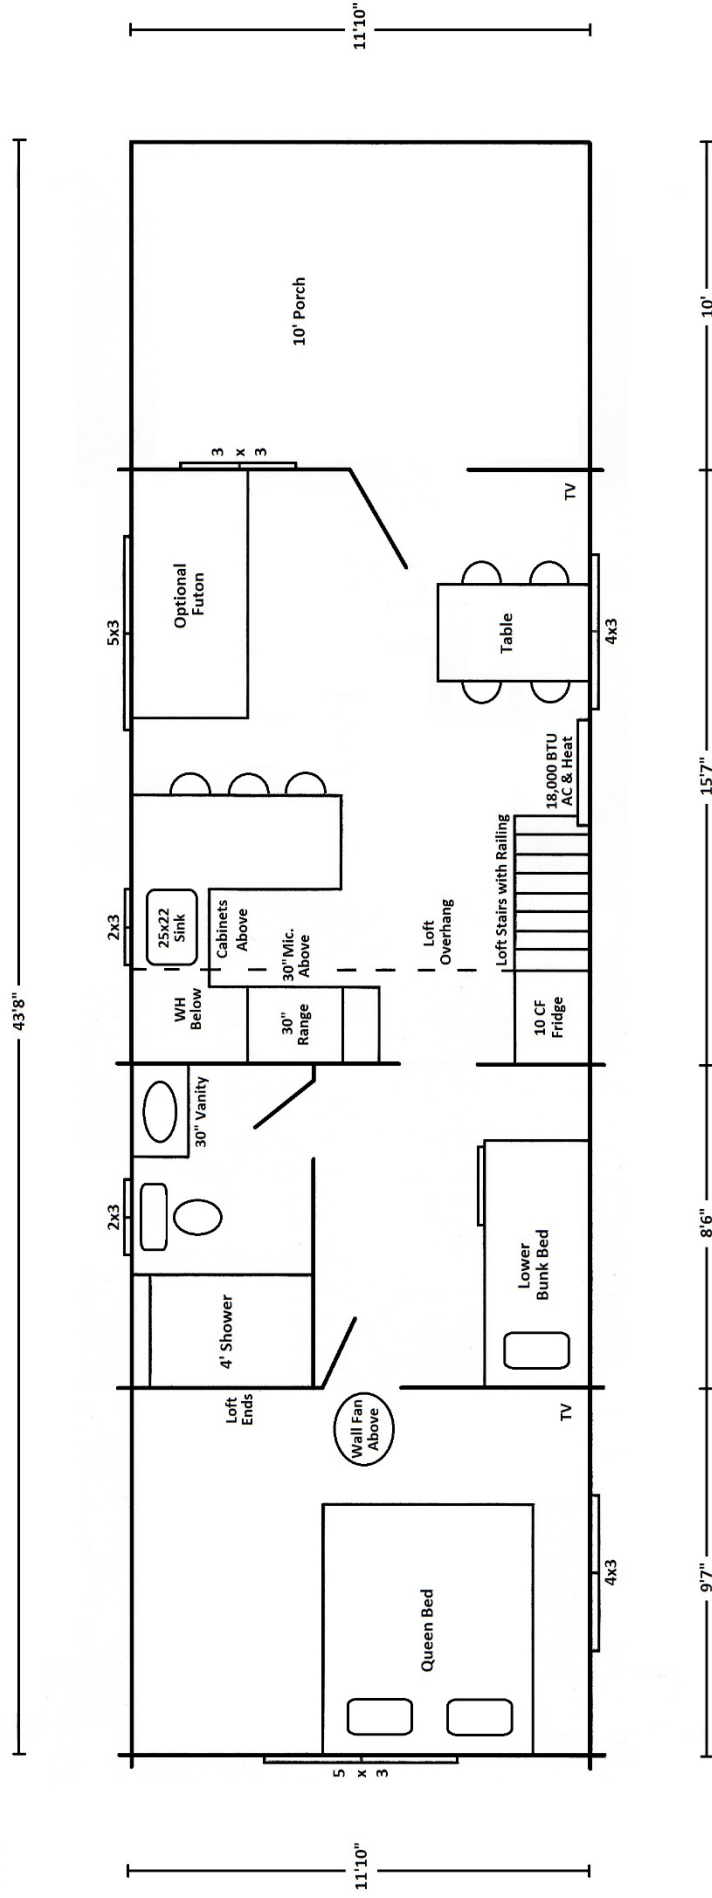 43'8"
5x3
2x3
2x3
5
x
3
3
x
3
11'10"
11'10"
Queen Bed
Wall Fan
Above
Loft
Ends
TV
4x3
4' Shower
30" Vanity
Lower
Bunk Bed
WH
Below
25x22
Sink
Cabinets
Above
30"Mic.
Above
30"
Range
Loft
Overhang
10 CF
Fridge
Loft Stairs with Railing
18,000 BTU
AC & Heat
Optional
Futon
Table
TV
4x3
10' Porch
9'7"
8'6"
15'7"
10'